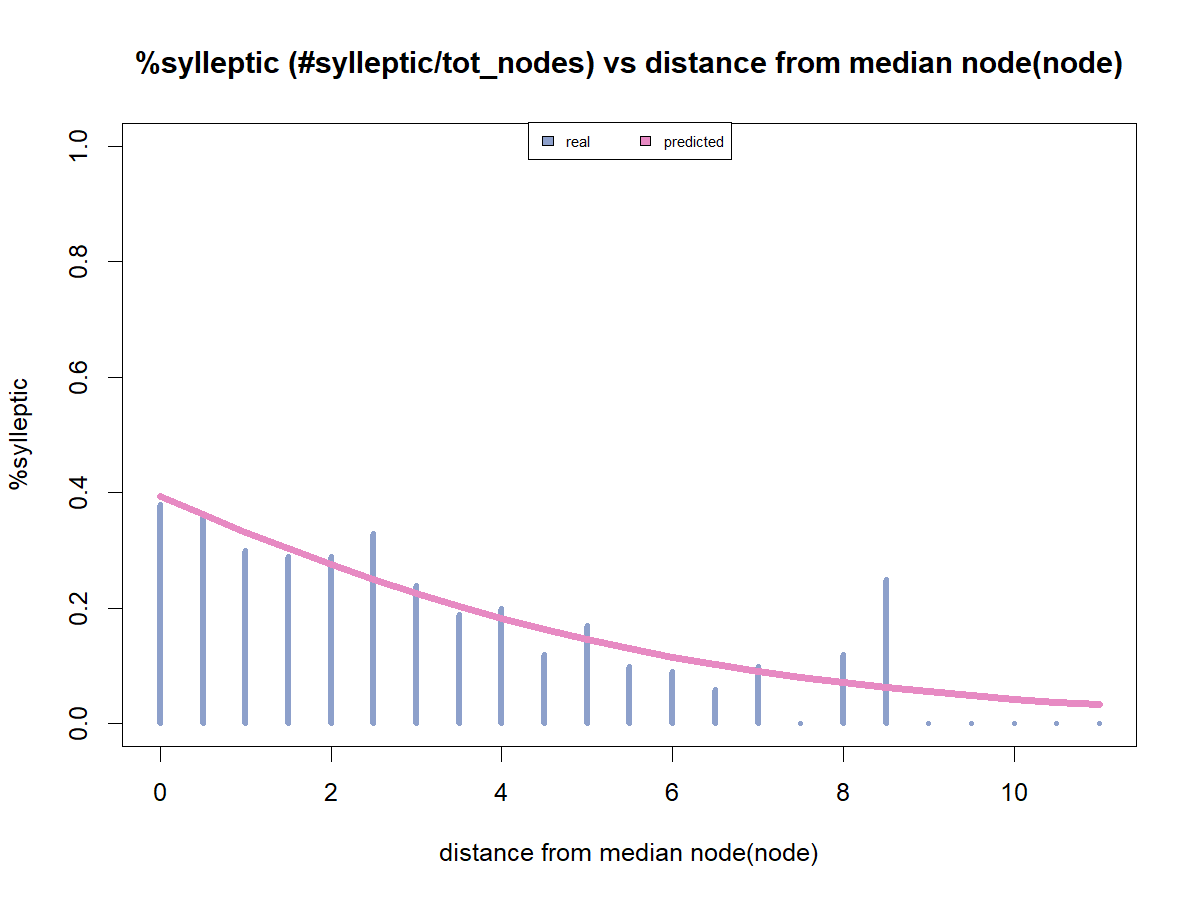 %sylleptic (#sylleptic/tot_nodes) vs distance from median node(node)
real predicted
1.0
0.8
0.6
0.4
0.2
0.0
%sylleptic
0 2 4 6 8 10
distance from median node(node)